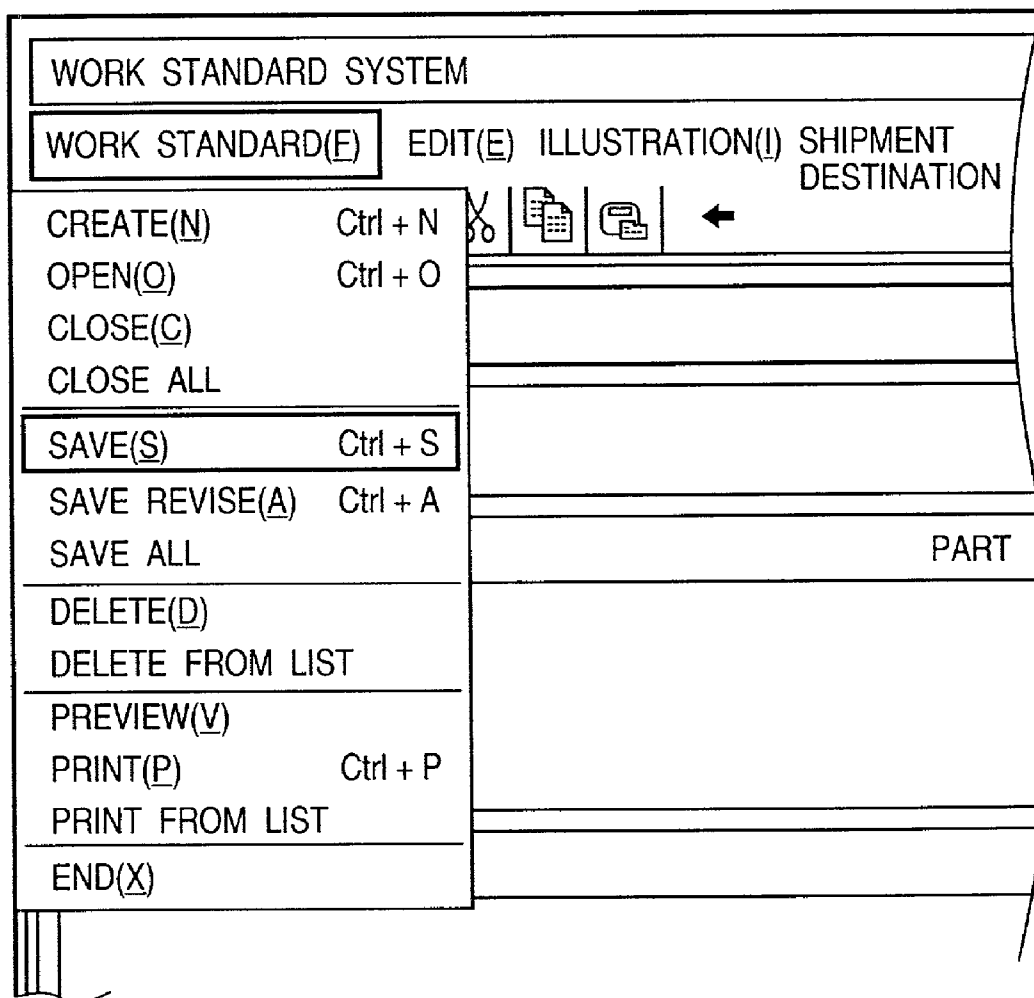 WORK STANDARD SYSTEM
WORK STANDARD(F) EDIT(E) ILLUSTRATION(I) SHIPMENT
DESTINATION
CREATE(N) Ctrl + N
OPEN(O) Ctrl + O
CLOSE(C)
CLOSE ALL
SAVE(S) Ctrl + S
SAVE REVISE(A) Ctrl + A
SAVE ALL
PART
DELETE(D)
DELETE FROM LIST
PREVIEW(V)
PRINT(P) Ctrl + P
PRINT FROM LIST
END(X)